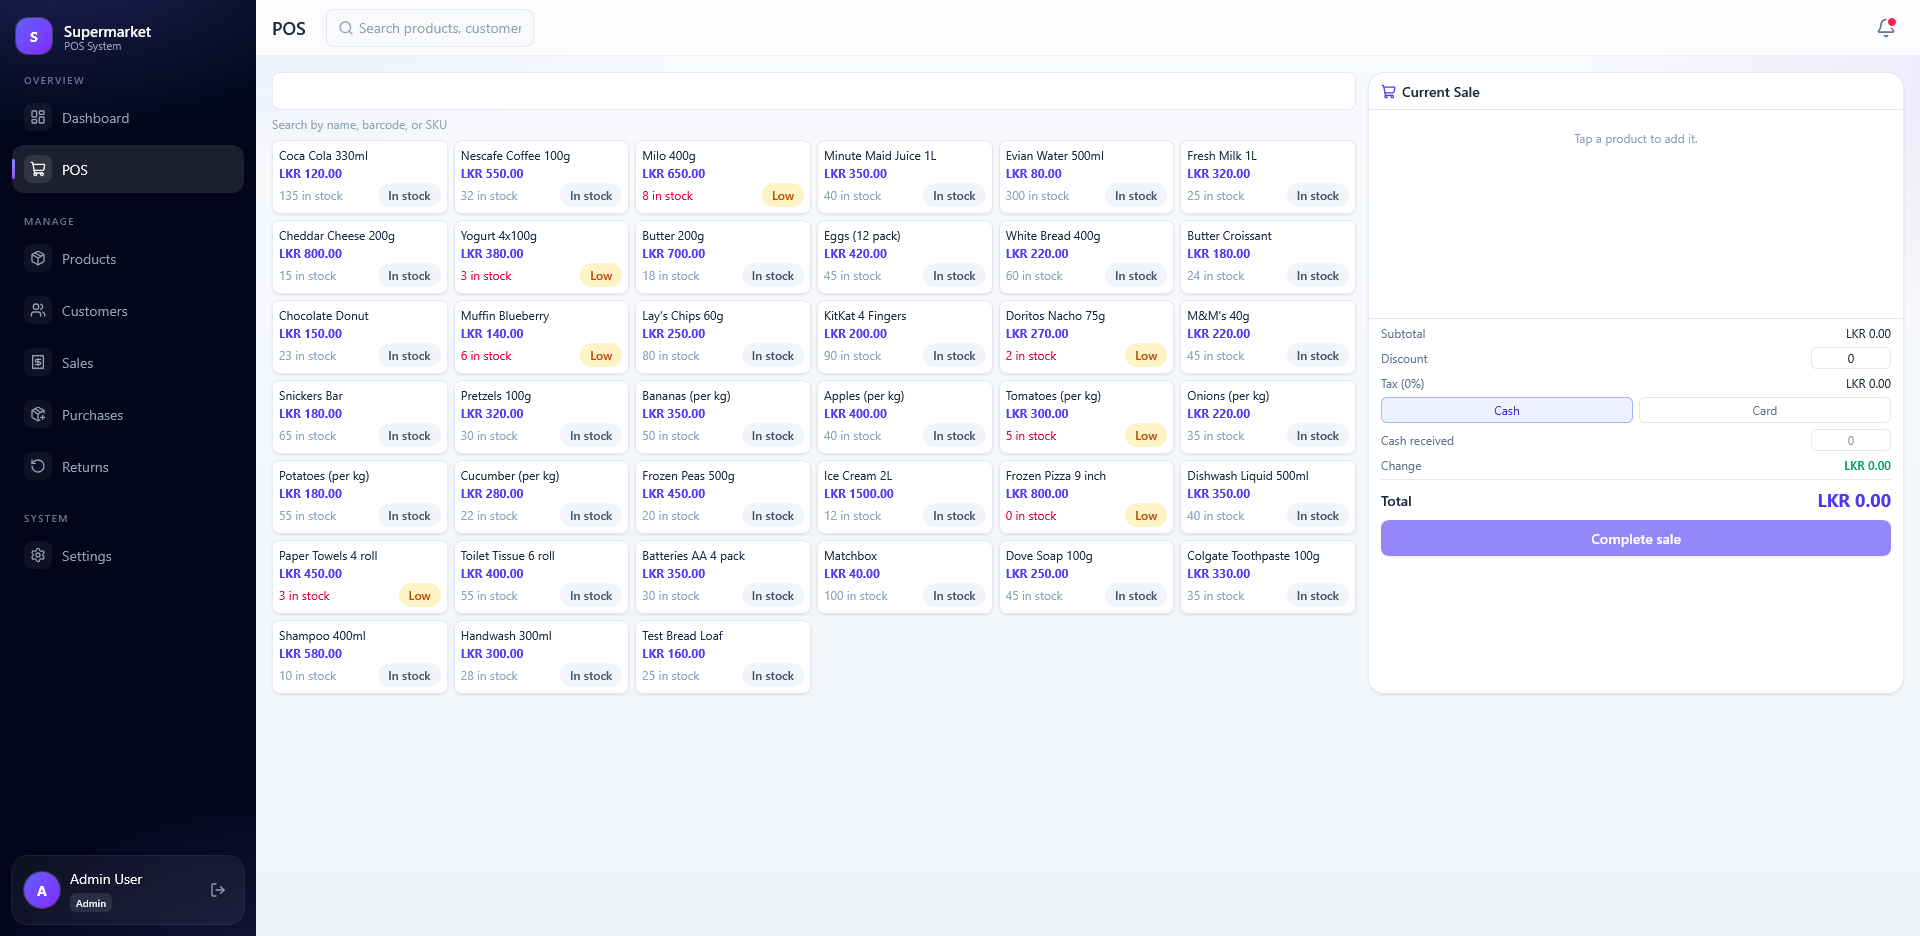 S
Supermarket
POS System
OVERVIEW
Dashboard
POS
MANAGE
Products
Customers
Sales
Purchases
Returns
SYSTEM
Settings
A
Admin User
Admin
POS
Search products, customer
Search by name, barcode, or SKU
Coca Cola 330ml
LKR 120.00
135 in stock In stock
Nescafe Coffee 100g
LKR 550.00
32 in stock In stock
Milo 400g
LKR 650.00
8 in stock Low
Minute Maid Juice 1L
LKR 350.00
40 in stock In stock
Evian Water 500ml
LKR 80.00
300 in stock In stock
Fresh Milk 1L
LKR 320.00
25 in stock In stock
Cheddar Cheese 200g
LKR 800.00
15 in stock In stock
Yogurt 4x100g
LKR 380.00
3 in stock Low
Butter 200g
LKR 700.00
18 in stock In stock
Eggs (12 pack)
LKR 420.00
45 in stock In stock
White Bread 400g
LKR 220.00
60 in stock In stock
Butter Croissant
LKR 180.00
24 in stock In stock
Chocolate Donut
LKR 150.00
23 in stock In stock
Muffin Blueberry
LKR 140.00
6 in stock Low
Lay's Chips 60g
LKR 250.00
80 in stock In stock
KitKat 4 Fingers
LKR 200.00
90 in stock In stock
Doritos Nacho 75g
LKR 270.00
2 in stock Low
M&M's 40g
LKR 220.00
45 in stock In stock
Snickers Bar
LKR 180.00
65 in stock In stock
Pretzels 100g
LKR 320.00
30 in stock In stock
Bananas (per kg)
LKR 350.00
50 in stock In stock
Apples (per kg)
LKR 400.00
40 in stock In stock
Tomatoes (per kg)
LKR 300.00
5 in stock Low
Onions (per kg)
LKR 220.00
35 in stock In stock
Potatoes (per kg)
LKR 180.00
55 in stock In stock
Cucumber (per kg)
LKR 280.00
22 in stock In stock
Frozen Peas 500g
LKR 450.00
20 in stock In stock
Ice Cream 2L
LKR 1500.00
12 in stock In stock
Frozen Pizza 9 inch
LKR 800.00
0 in stock Low
Dishwash Liquid 500ml
LKR 350.00
40 in stock In stock
Paper Towels 4 roll
LKR 450.00
3 in stock Low
Toilet Tissue 6 roll
LKR 400.00
55 in stock In stock
Batteries AA 4 pack
LKR 350.00
30 in stock In stock
Matchbox
LKR 40.00
100 in stock In stock
Dove Soap 100g
LKR 250.00
45 in stock In stock
Colgate Toothpaste 100g
LKR 330.00
35 in stock In stock
Shampoo 400ml
LKR 580.00
10 in stock In stock
Handwash 300ml
LKR 300.00
28 in stock In stock
Test Bread Loaf
LKR 160.00
25 in stock In stock
Current Sale
Tap a product to add it.
Subtotal LKR 0.00
Discount 0
Tax (0%) LKR 0.00
Cash Card
Cash received 0
Change LKR 0.00
Total LKR 0.00
Complete sale